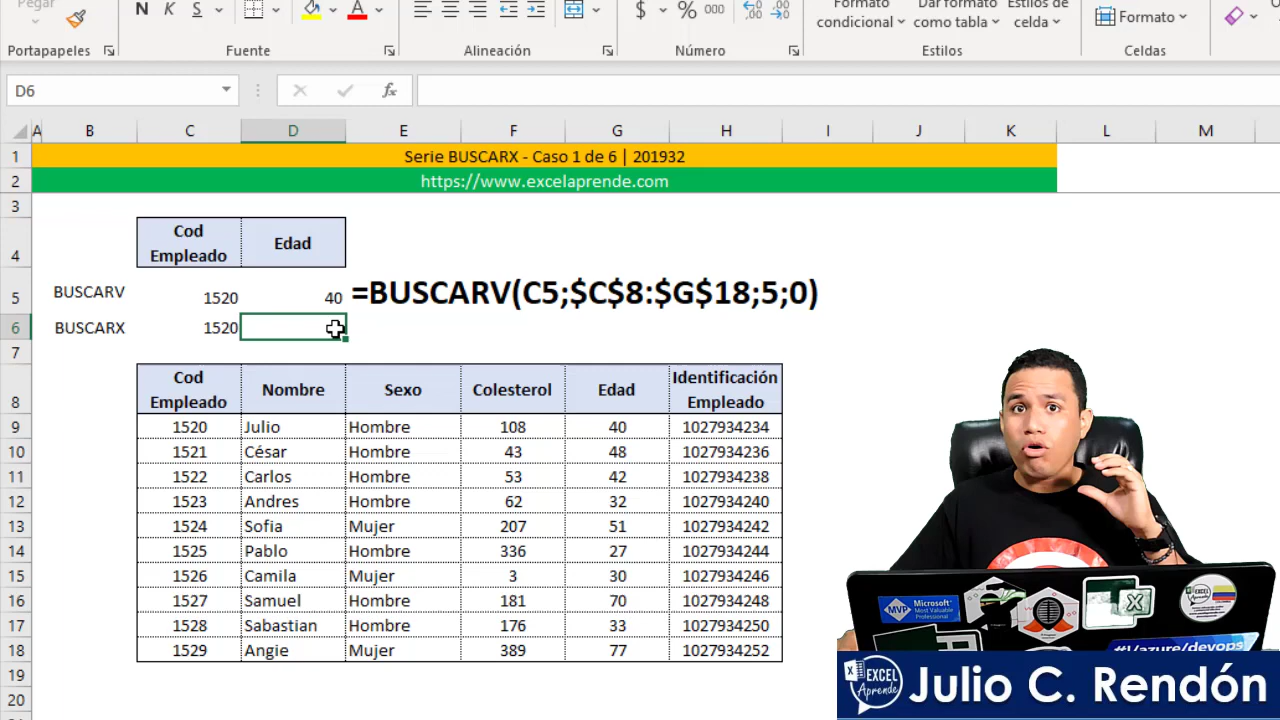 Pegar
N K S A $ % 000
Formato
condicional
Dar formato
como tabla
Estilos de
celda
Formato
Portapapeles Fuente Alineación Número Estilos Celdas
D6 fx
A B C D E F G H I J K L M
1 Serie BUSCARX - Caso 1 de 6 | 201932
2 https://www.excelaprende.com
3
4 Cod Empleado Edad
5 BUSCARV 1520 40 =BUSCARV(C5;$C$8:$G$18;5;0)
6 BUSCARX 1520
7
8 Cod Empleado Nombre Sexo Colesterol Edad Identificación Empleado
9 1520 Julio Hombre 108 40 1027934234
10 1521 César Hombre 43 48 1027934236
11 1522 Carlos Hombre 53 42 1027934238
12 1523 Andres Hombre 62 32 1027934240
13 1524 Sofia Mujer 207 51 1027934242
14 1525 Pablo Hombre 336 27 1027934244
15 1526 Camila Mujer 3 30 1027934246
16 1527 Samuel Hombre 181 70 1027934248
17 1528 Sabastian Hombre 176 33 1027934250
18 1529 Angie Mujer 389 77 1027934252
19
20
MVP Microsoft
Most Valuable
Professional
X
EXCEL
Aprende
Julio C. Rendón